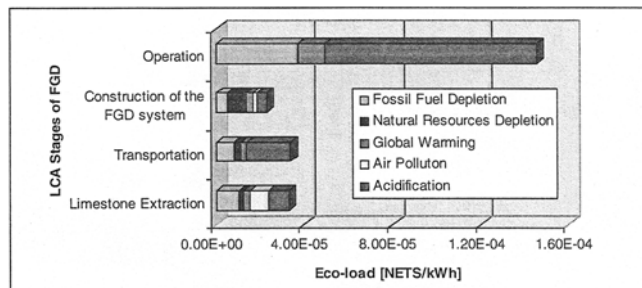 LCA Stages of FGD
Operation
Construction of the
FGD system
Transportation
Limestone Extraction
Fossil Fuel Depletion
Natural Resources Depletion
Global Warming
Air Polluton
Acidification
0.00E+00 4.00E-05 8.00E-05 1.20E-04 1.60E-04
Eco-load [NETS/kWh]